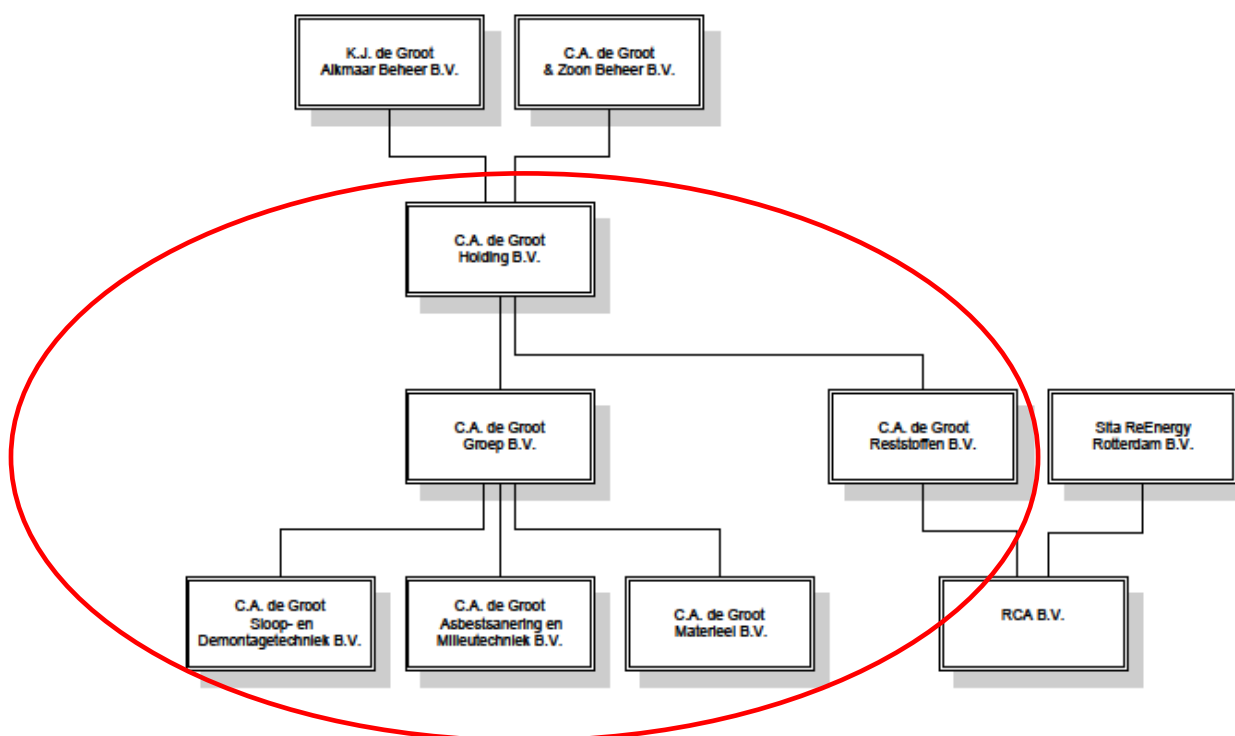 K.J. de Groot
Alkmaar Beheer B.V.
C.A. de Groot
& Zoon Beheer B.V.
C.A. de Groot
Holding B.V.
C.A. de Groot
Groep B.V.
C.A. de Groot
Reststoffen B.V.
Sita ReEnergy
Rotterdam B.V.
C.A. de Groot
Sloop- en
Demontagetechniek B.V.
C.A. de Groot
Asbestsanering en
Milieutechniek B.V.
C.A. de Groot
Materieel B.V.
RCA B.V.